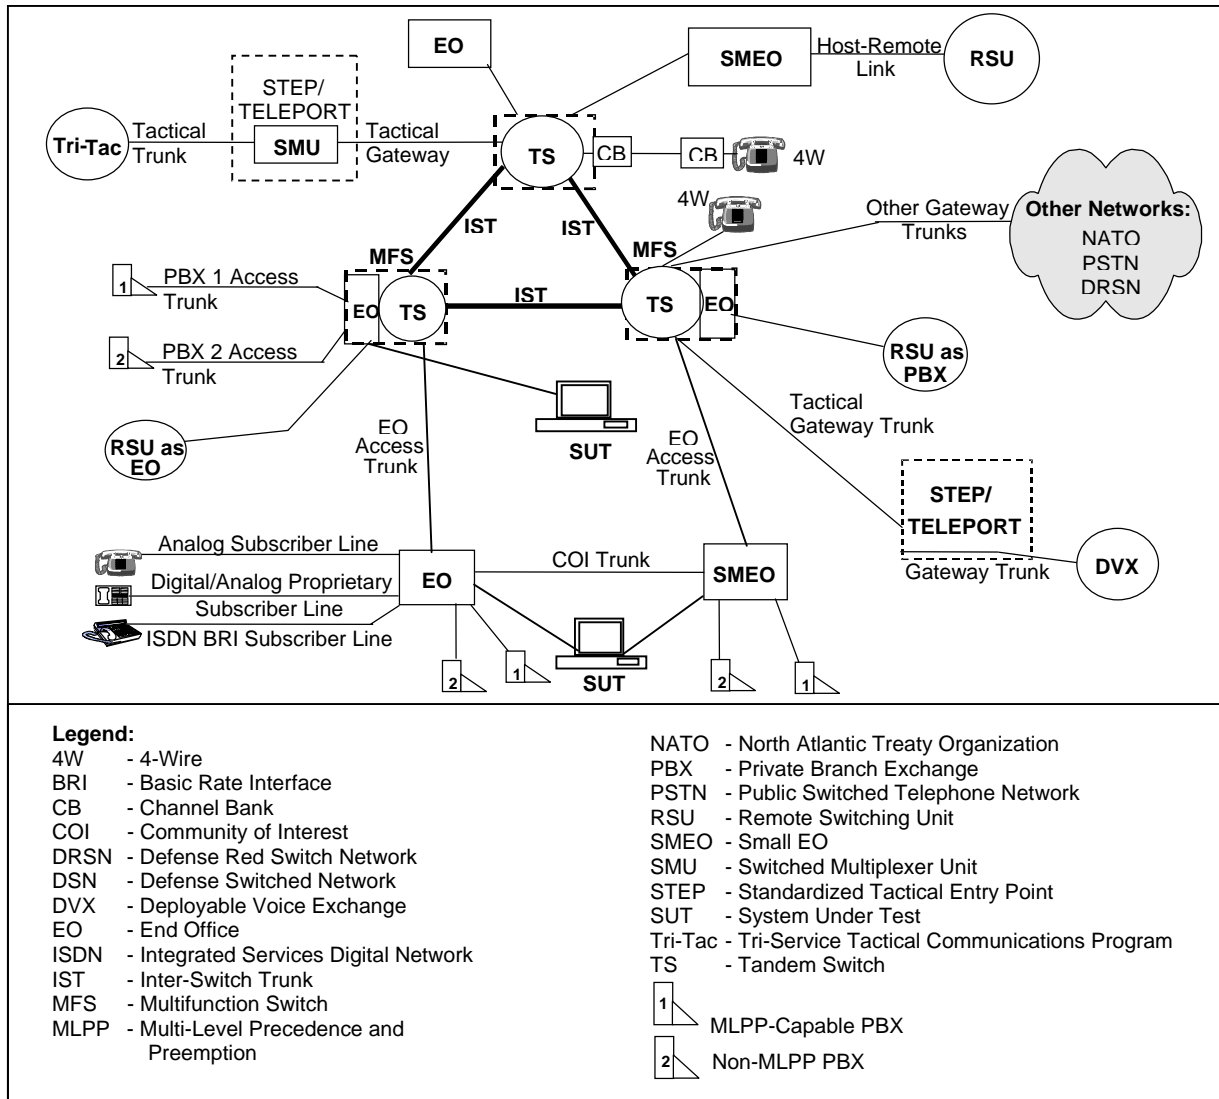 EO
SMEO
Host-Remote
Link
RSU
STEP/
TELEPORT
Tri-Tac
Tactical
Trunk
SMU
Tactical
Gateway
TS
CB
CB
4W
4W
IST
IST
Other Gateway
Trunks
Other Networks:
NATO
PSTN
DRSN
MFS
MFS
1
PBX 1 Access
Trunk
EO
TS
IST
TS
EO
2
PBX 2 Access
Trunk
RSU as
PBX
RSU as
EO
EO
Access
Trunk
SUT
EO
Access
Trunk
Tactical
Gateway Trunk
STEP/
TELEPORT
Gateway Trunk
DVX
Analog Subscriber Line
Digital/Analog Proprietary
Subscriber Line
ISDN BRI Subscriber Line
EO
COI Trunk
SMEO
2
1
SUT
2
1
Legend:
4W - 4-Wire
BRI - Basic Rate Interface
CB - Channel Bank
COI - Community of Interest
DRSN - Defense Red Switch Network
DSN - Defense Switched Network
DVX - Deployable Voice Exchange
EO - End Office
ISDN - Integrated Services Digital Network
IST - Inter-Switch Trunk
MFS - Multifunction Switch
MLPP - Multi-Level Precedence and
Preemption
NATO - North Atlantic Treaty Organization
PBX - Private Branch Exchange
PSTN - Public Switched Telephone Network
RSU - Remote Switching Unit
SMEO - Small EO
SMU - Switched Multiplexer Unit
STEP - Standardized Tactical Entry Point
SUT - System Under Test
Tri-Tac - Tri-Service Tactical Communications Program
TS - Tandem Switch
1 MLPP-Capable PBX
2 Non-MLPP PBX